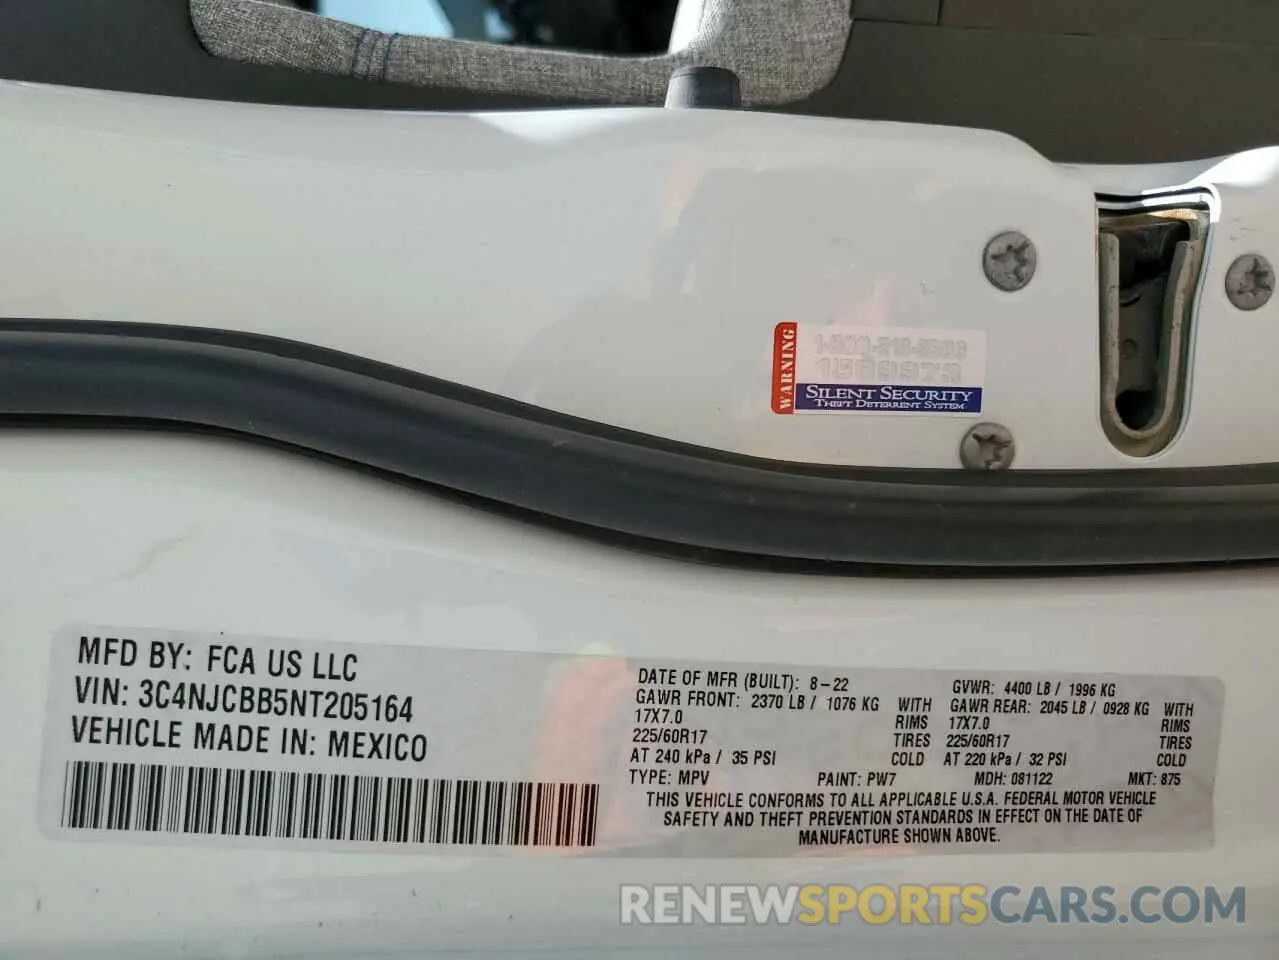 WARNING
SILENT SECURITY
THEFT DETERRENT SYSTEM
MFD BY: FCA US LLC
VIN: 3C4NJCBB5NT205164
VEHICLE MADE IN: MEXICO
DATE OF MFR (BUILT): 8-22
GAWR FRONT: 2370 LB / 1076 KG WITH
17X7.0 RIMS
225/60R17 TIRES
AT 240 kPa / 35 PSI COLD
GVWR: 4400 LB / 1996 KG
GAWR REAR: 2045 LB / 0928 KG WITH
17X7.0 RIMS
225/60R17 TIRES
AT 220 kPa / 32 PSI COLD
TYPE: MPV PAINT: PW7 MDH: 081122 MKT: 875
THIS VEHICLE CONFORMS TO ALL APPLICABLE U.S.A. FEDERAL MOTOR VEHICLE
SAFETY AND THEFT PREVENTION STANDARDS IN EFFECT ON THE DATE OF
MANUFACTURE SHOWN ABOVE.
RENEWSPORTSCARS.COM